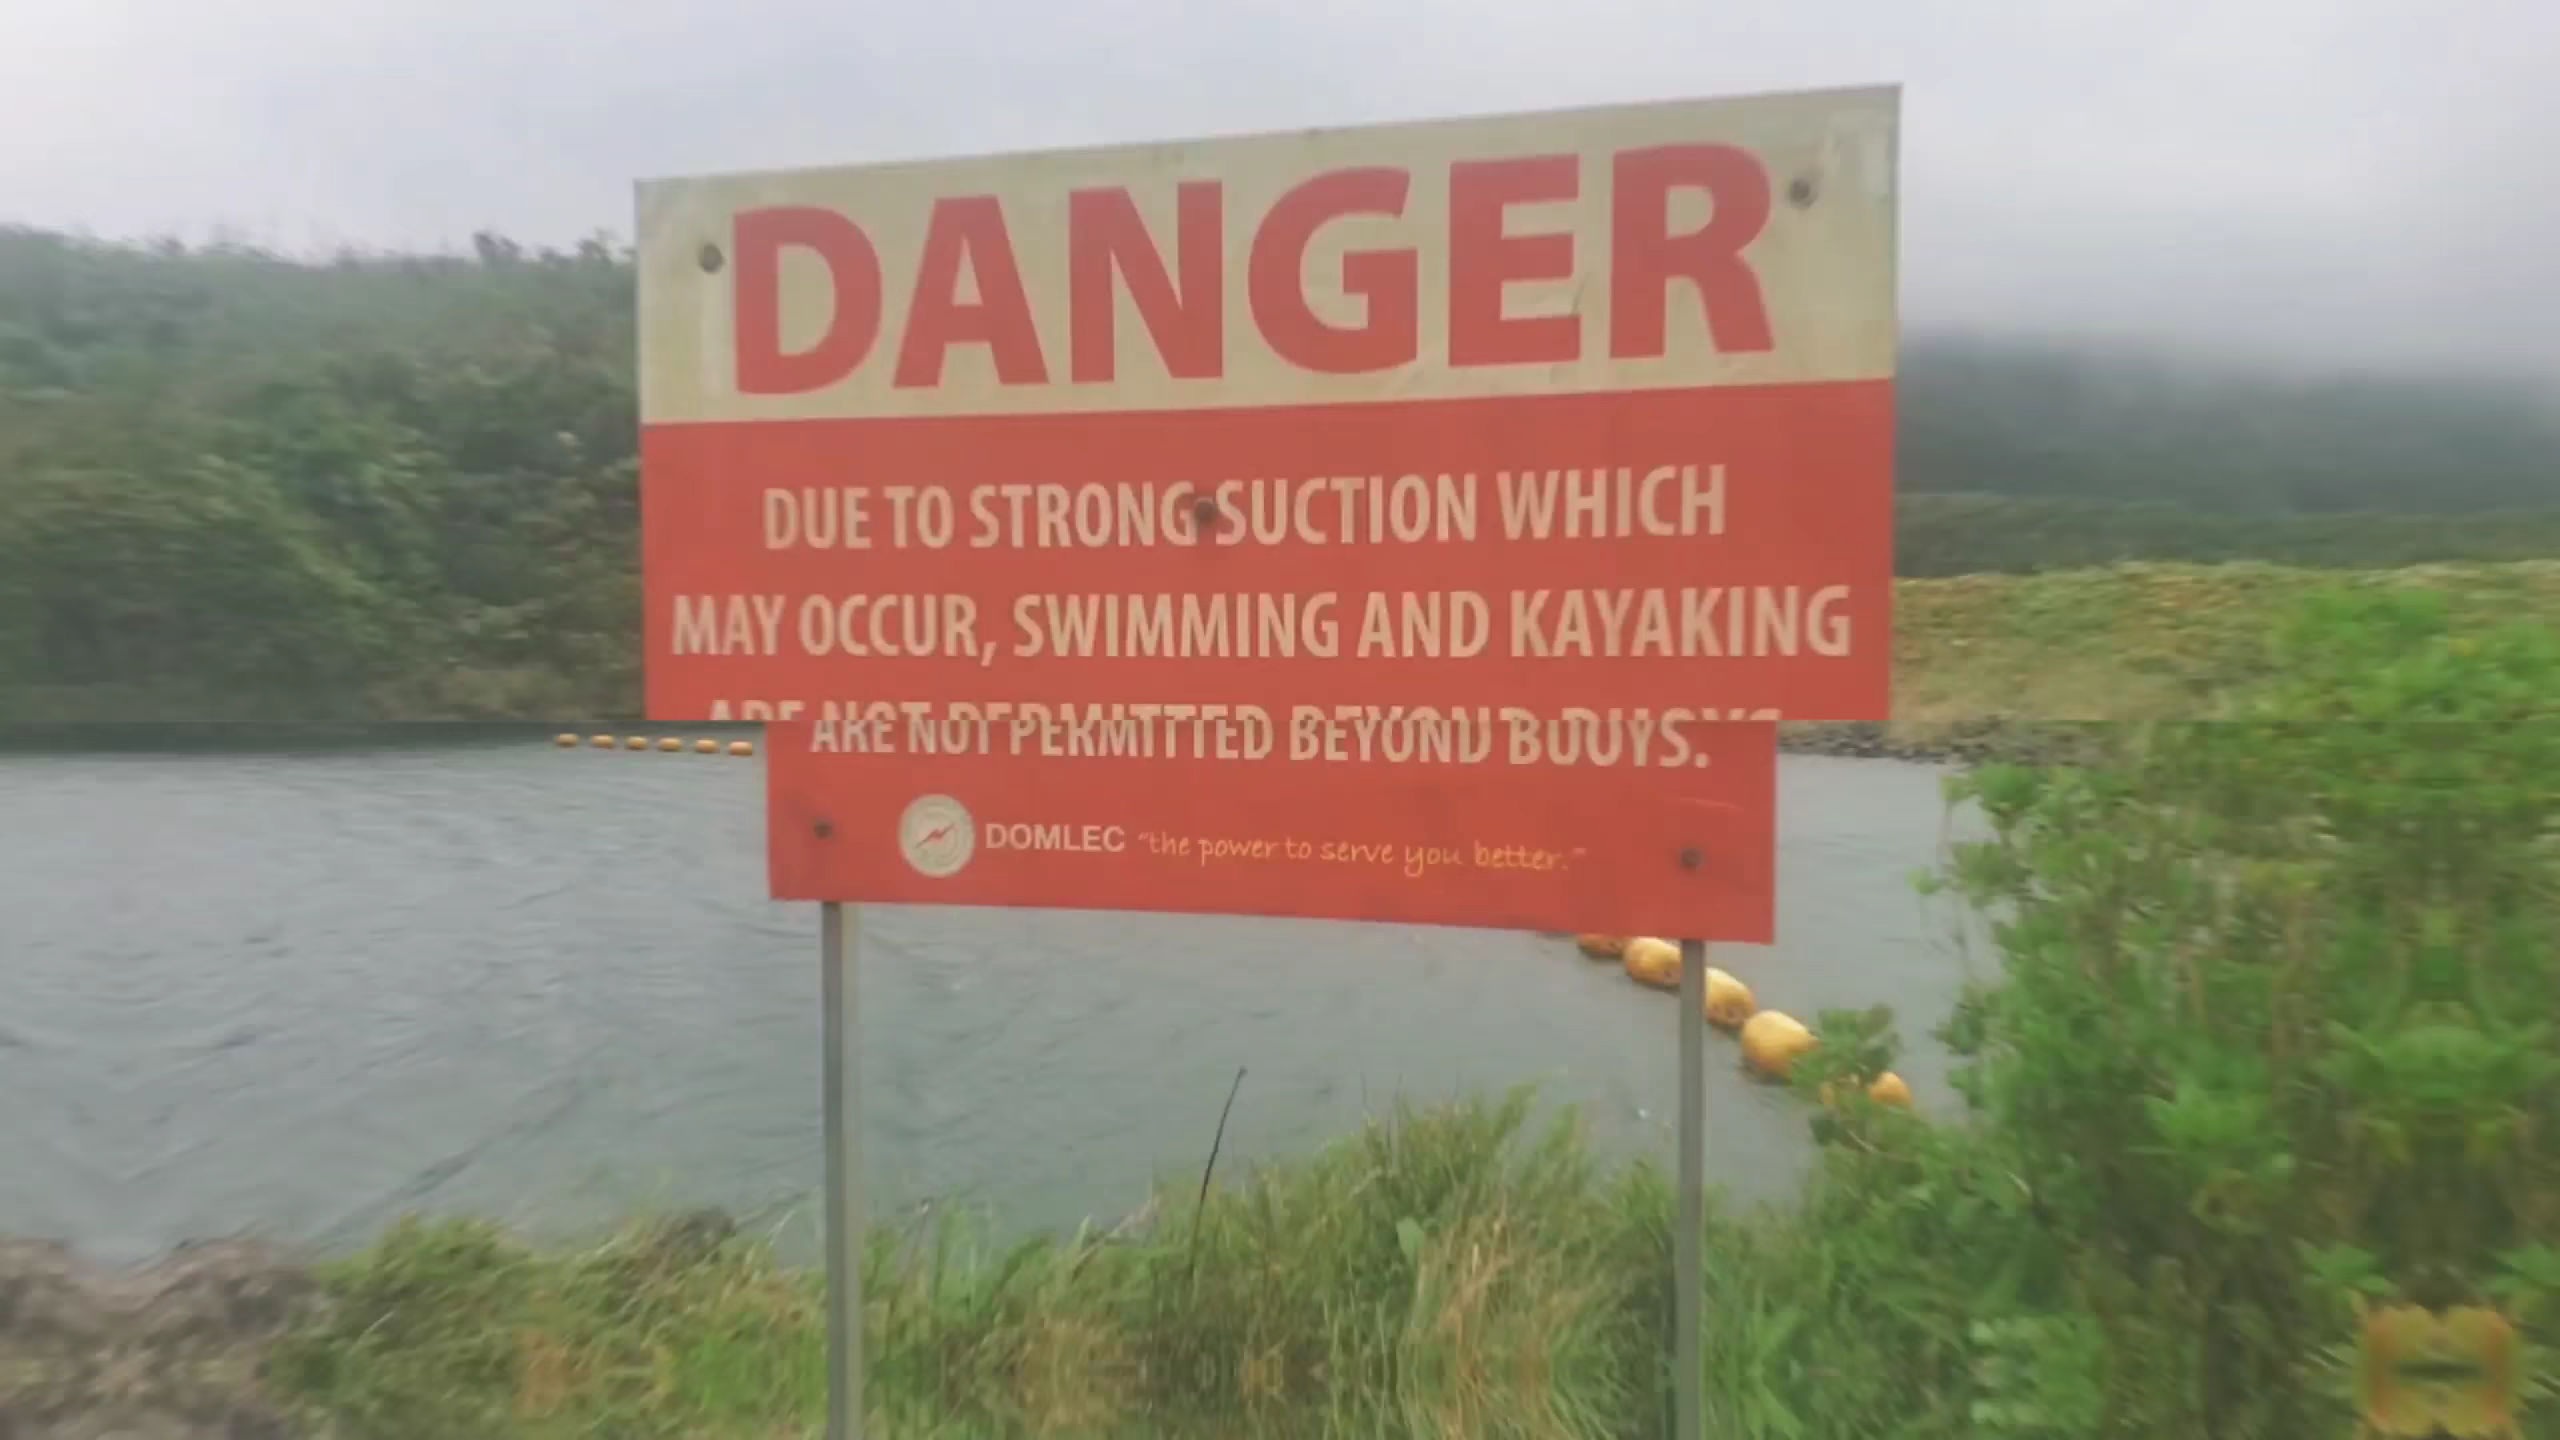 DANGER
DUE TO STRONG SUCTION WHICH
MAY OCCUR, SWIMMING AND KAYAKING
ARE NOT PERMITTED BEYOND BOUYS.
DOMLEC "the power to serve you better."